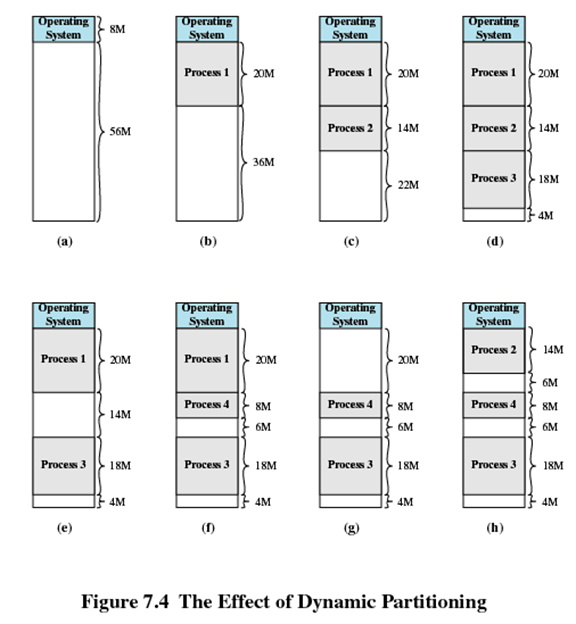 Operating
System
8M
56M
(a)
Operating
System
Process 1
20M
36M
(b)
Operating
System
Process 1
20M
Process 2
14M
22M
(c)
Operating
System
Process 1
20M
Process 2
14M
Process 3
18M
4M
(d)
Operating
System
Process 1
20M
14M
Process 3
18M
4M
(e)
Operating
System
Process 1
20M
Process 4
8M
6M
Process 3
18M
4M
(f)
Operating
System
20M
Process 4
8M
6M
Process 3
18M
4M
(g)
Operating
System
Process 2
14M
6M
Process 4
8M
6M
Process 3
18M
4M
(h)
Figure 7.4 The Effect of Dynamic Partitioning